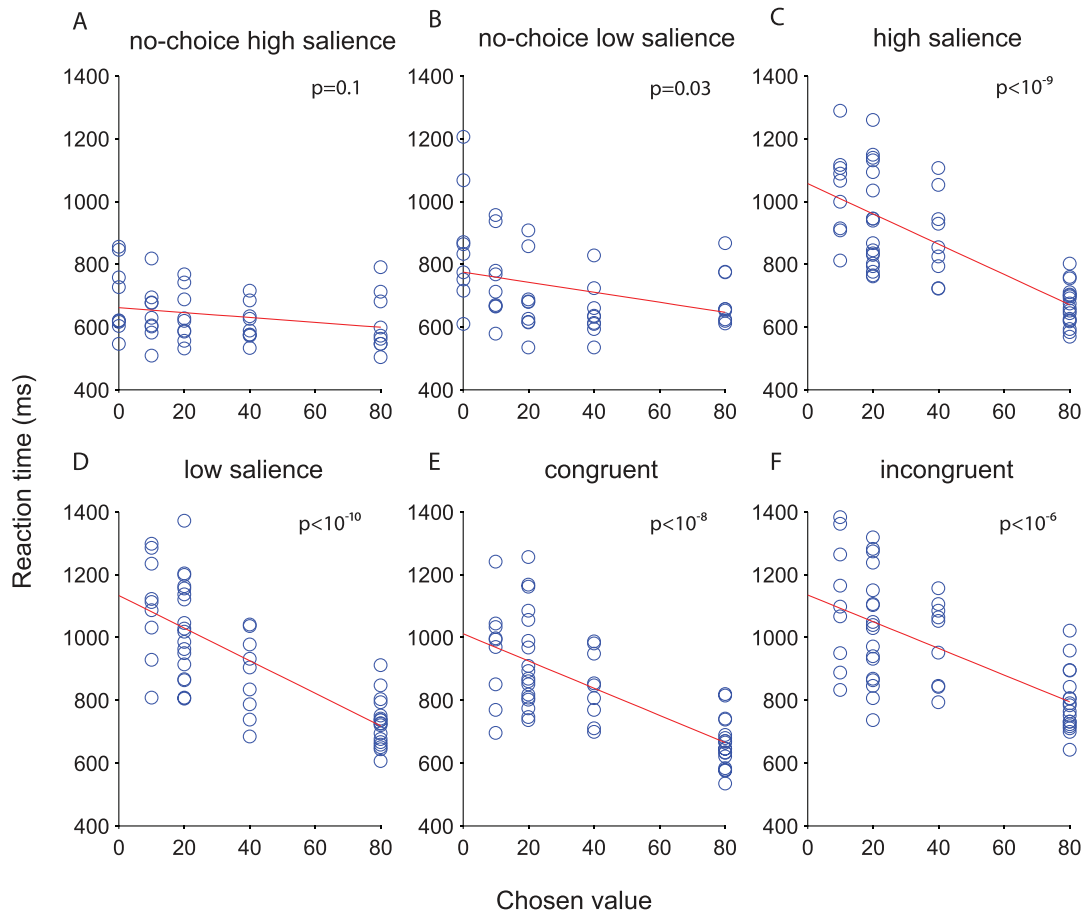 A
no-choice high salience
p=0.1
1400
1200
1000
800
600
400
0 20 40 60 80
B
no-choice low salience
p=0.03
1400
1200
1000
800
600
400
0 20 40 60 80
C
high salience
p<10⁻⁹
1400
1200
1000
800
600
400
0 20 40 60 80
Reaction time (ms)
D
low salience
p<10⁻¹⁰
1400
1200
1000
800
600
400
0 20 40 60 80
E
congruent
p<10⁻⁸
1400
1200
1000
800
600
400
0 20 40 60 80
F
incongruent
p<10⁻⁶
1400
1200
1000
800
600
400
0 20 40 60 80
Chosen value